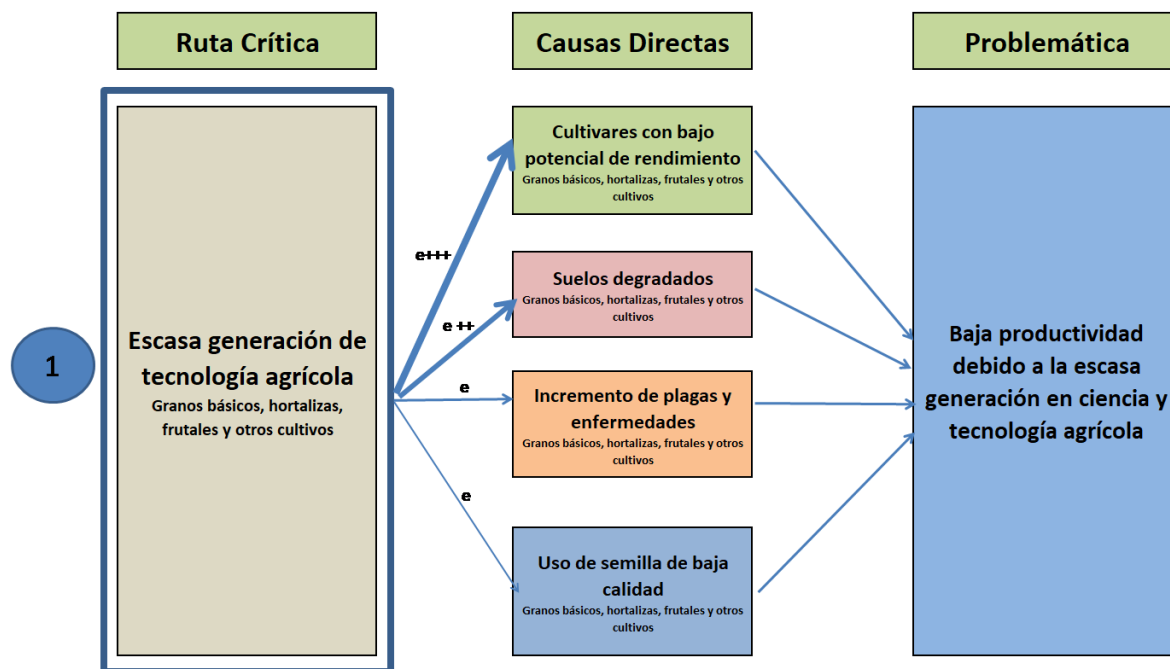 Ruta Crítica
Causas Directas
Problemática
1
Escasa generación de
tecnología agrícola
Granos básicos, hortalizas,
frutales y otros cultivos
e+++
e ++
e
e
Cultivares con bajo
potencial de rendimiento
Granos básicos, hortalizas, frutales y otros
cultivos
Suelos degradados
Granos básicos, hortalizas, frutales y otros
cultivos
Incremento de plagas y
enfermedades
Granos básicos, hortalizas, frutales y otros
cultivos
Uso de semilla de baja
calidad
Granos básicos, hortalizas, frutales y otros
cultivos
Baja productividad
debido a la escasa
generación en ciencia y
tecnología agrícola